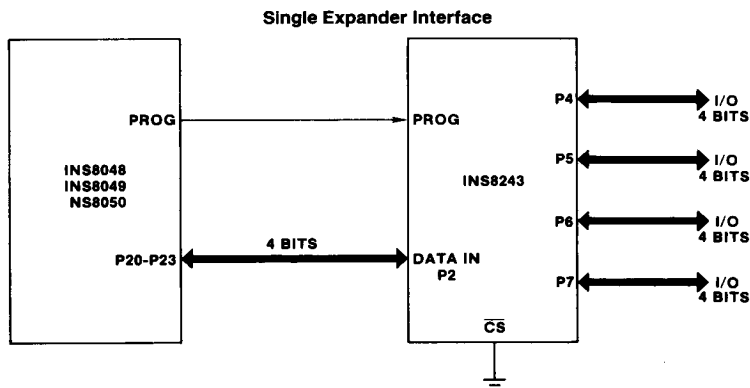 Single Expander Interface
PROG
INS8048
INS8049
NS8050
P20-P23
4 BITS
PROG
INS8243
DATA IN
P2
CS
P4
I/O
4 BITS
P5
I/O
4 BITS
P6
I/O
4 BITS
P7
I/O
4 BITS